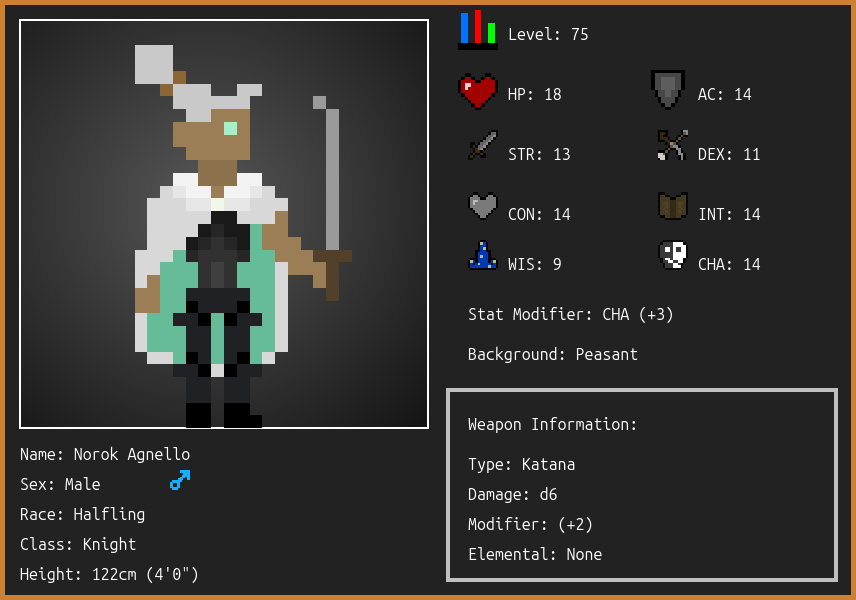 Level: 75
HP: 18
AC: 14
STR: 13
DEX: 11
CON: 14
INT: 14
WIS: 9
CHA: 14
Stat Modifier: CHA (+3)
Background: Peasant
Weapon Information:
Type: Katana
Damage: d6
Modifier: (+2)
Elemental: None
Name: Norok Agnello
Sex: Male
Race: Halfling
Class: Knight
Height: 122cm (4'0")